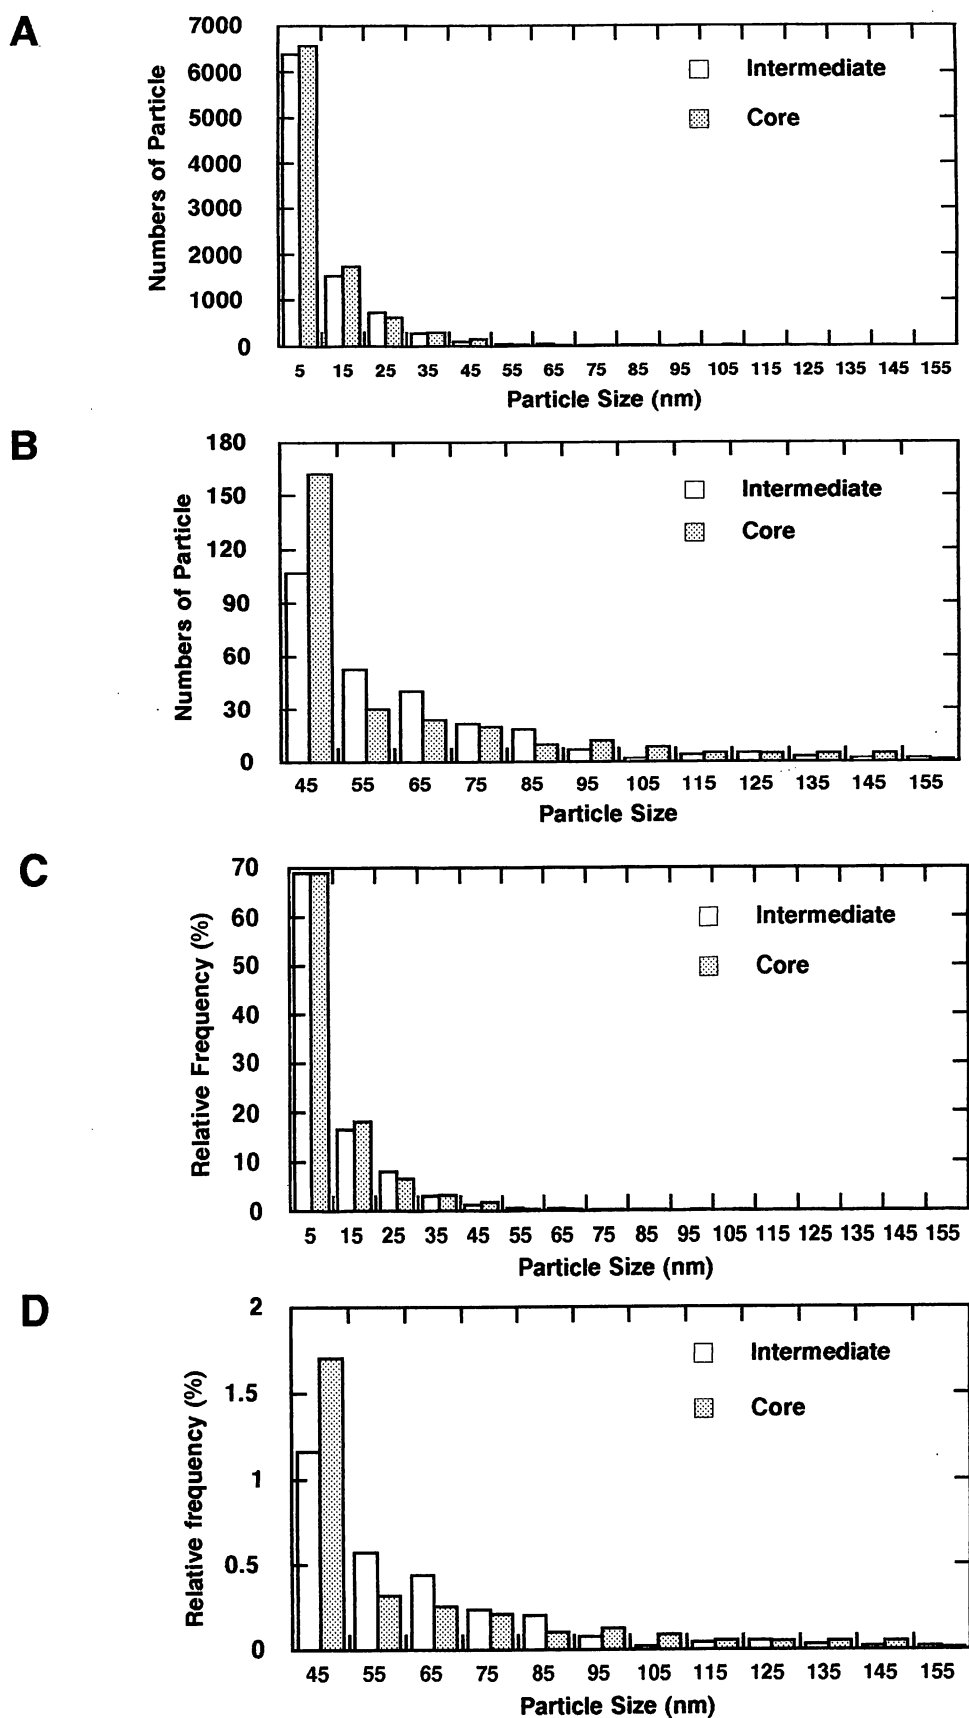 A
7000
6000
5000
4000
3000
2000
1000
0
Numbers of Particle
Intermediate
Core
5 15 25 35 45 55 65 75 85 95 105 115 125 135 145 155
Particle Size (nm)
B
180
150
120
90
60
30
0
Numbers of Particle
Intermediate
Core
45 55 65 75 85 95 105 115 125 135 145 155
Particle Size
C
70
60
50
40
30
20
10
0
Relative Frequency (%)
Intermediate
Core
5 15 25 35 45 55 65 75 85 95 105 115 125 135 145 155
Particle Size (nm)
D
2
1.5
1
0.5
0
Relative frequency (%)
Intermediate
Core
45 55 65 75 85 95 105 115 125 135 145 155
Particle Size (nm)